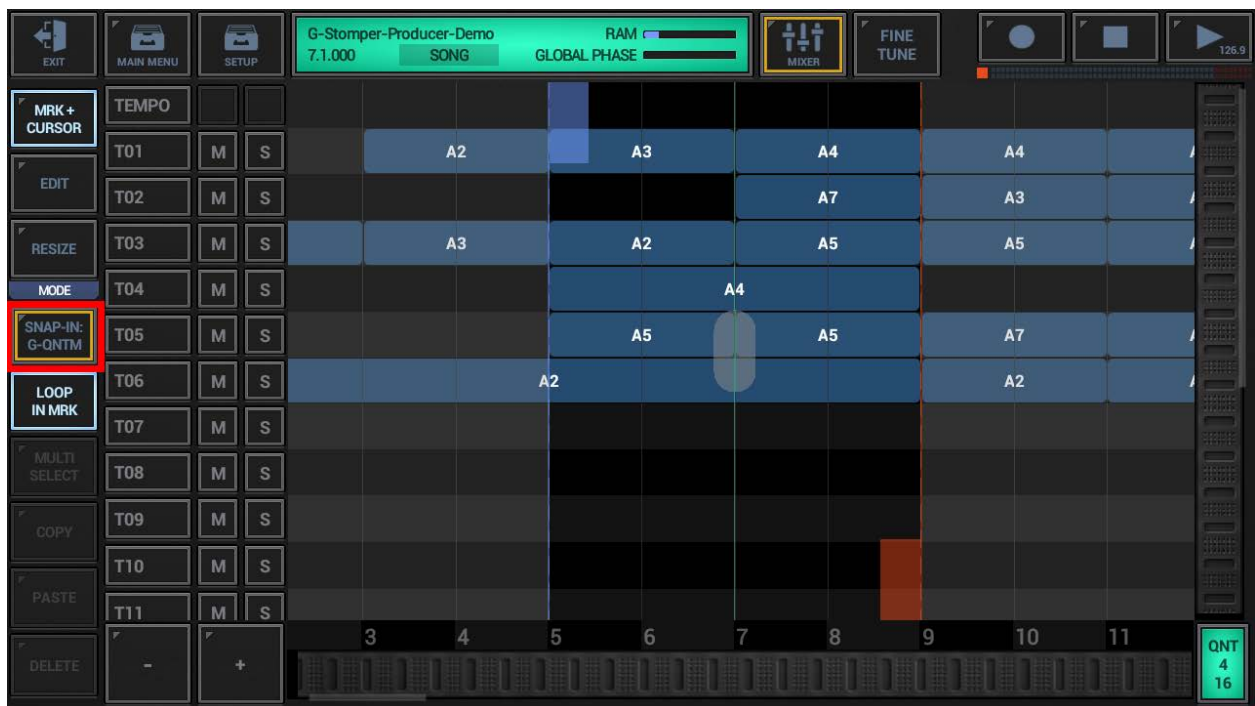 EXIT
MAIN MENU
SETUP
G-Stomper-Producer-Demo
RAM
7.1.000
SONG
GLOBAL PHASE
MIXER
FINE
TUNE
126.9
MRK +
CURSOR
EDIT
RESIZE
MODE
SNAP-IN:
G-QNTM
LOOP
IN MRK
MULTI
SELECT
COPY
PASTE
DELETE
TEMPO
T01 M S A2 A3 A4 A4
T02 M S A7 A3
T03 M S A3 A2 A5 A5
T04 M S A4
T05 M S A5 A5 A7
T06 M S A2 A2
T07 M S
T08 M S
T09 M S
T10 M S
T11 M S
- +
3 4 5 6 7 8 9 10 11
QNT
4
16